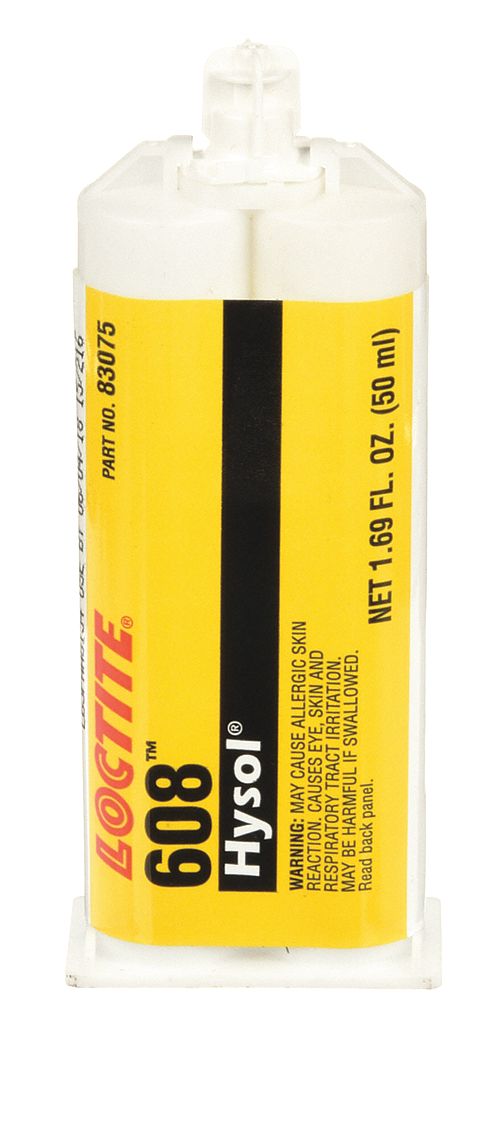 LOCTITE®
608™
Hysol®
PART NO. 83075
WARNING: MAY CAUSE ALLERGIC SKIN
REACTION. CAUSES EYE, SKIN AND
RESPIRATORY TRACT IRRITATION.
MAY BE HARMFUL IF SWALLOWED.
Read back panel.
NET 1.69 FL. OZ. (50 ml)